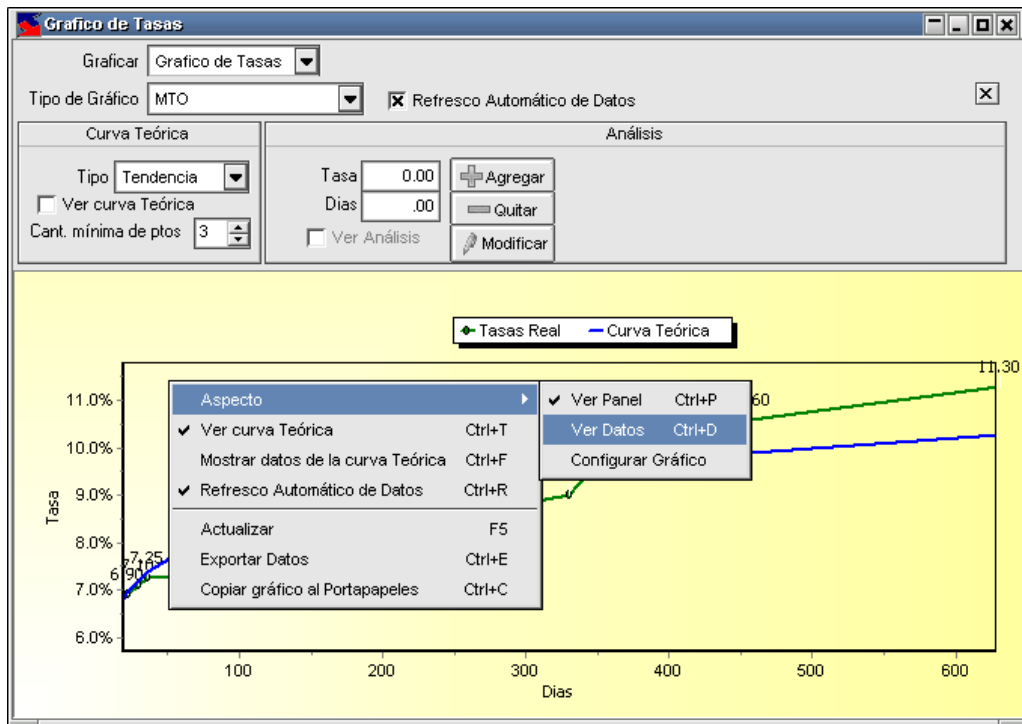 Grafico de Tasas
Graficar Grafico de Tasas
Tipo de Gráfico MTO Refresco Automático de Datos
Curva Teórica Análisis
Tipo Tendencia Tasa 0.00 Agregar
Ver curva Teórica Dias .00 Quitar
Cant. mínima de ptos 3 Ver Análisis Modificar
Tasas Real Curva Teórica
11.30
11.0% Aspecto Ver Panel Ctrl+P 60
Ver curva Teórica Ctrl+T Ver Datos Ctrl+D
10.0% Mostrar datos de la curva Teórica Ctrl+F Configurar Gráfico
9.0% Refresco Automático de Datos Ctrl+R
Tasa
Actualizar F5
8.0%
7.25 Exportar Datos Ctrl+E
6.90
7.0% Copiar gráfico al Portapapeles Ctrl+C
6.0%
100 200 300 400 500 600
Dias